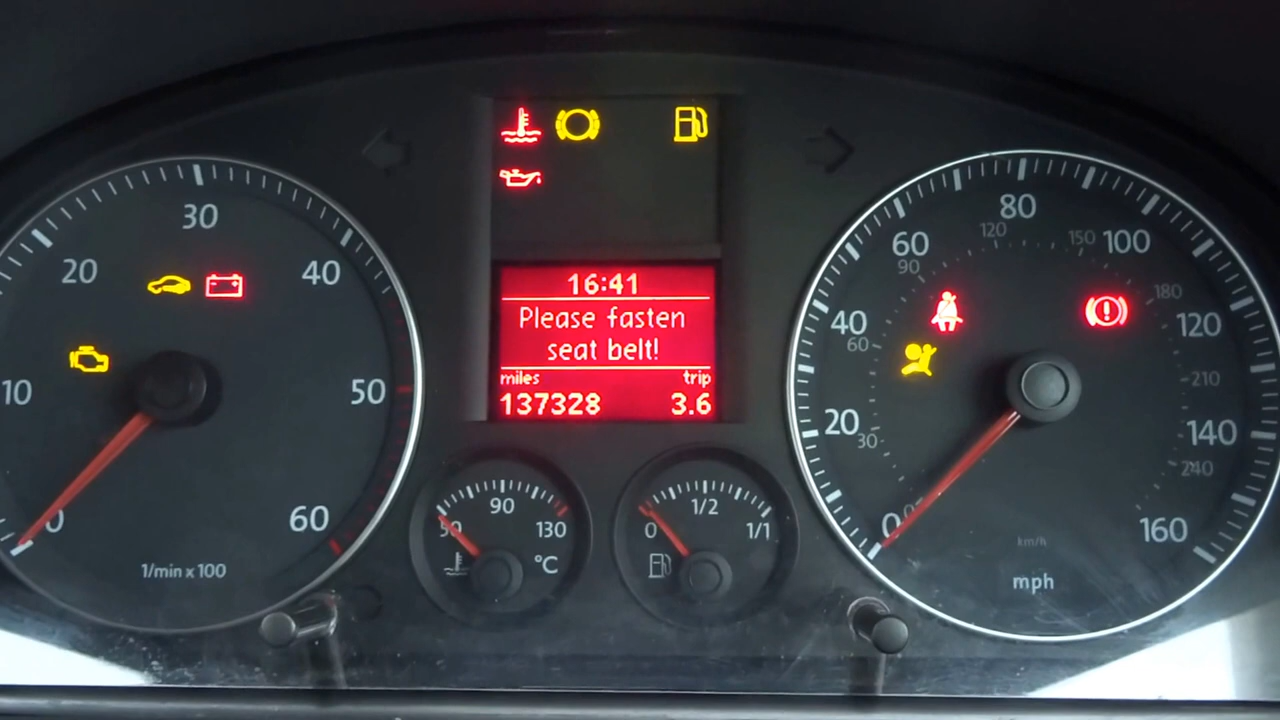 16:41
Please fasten
seat belt!
miles trip
137328 3.6
0 10 20 30 40 50 60
1/min x 100
50 90 130
°C
0 1/2 1/1
0 20 40 60 80 100 120 140 160
30 60 90 120 150 180 210 240
km/h
mph